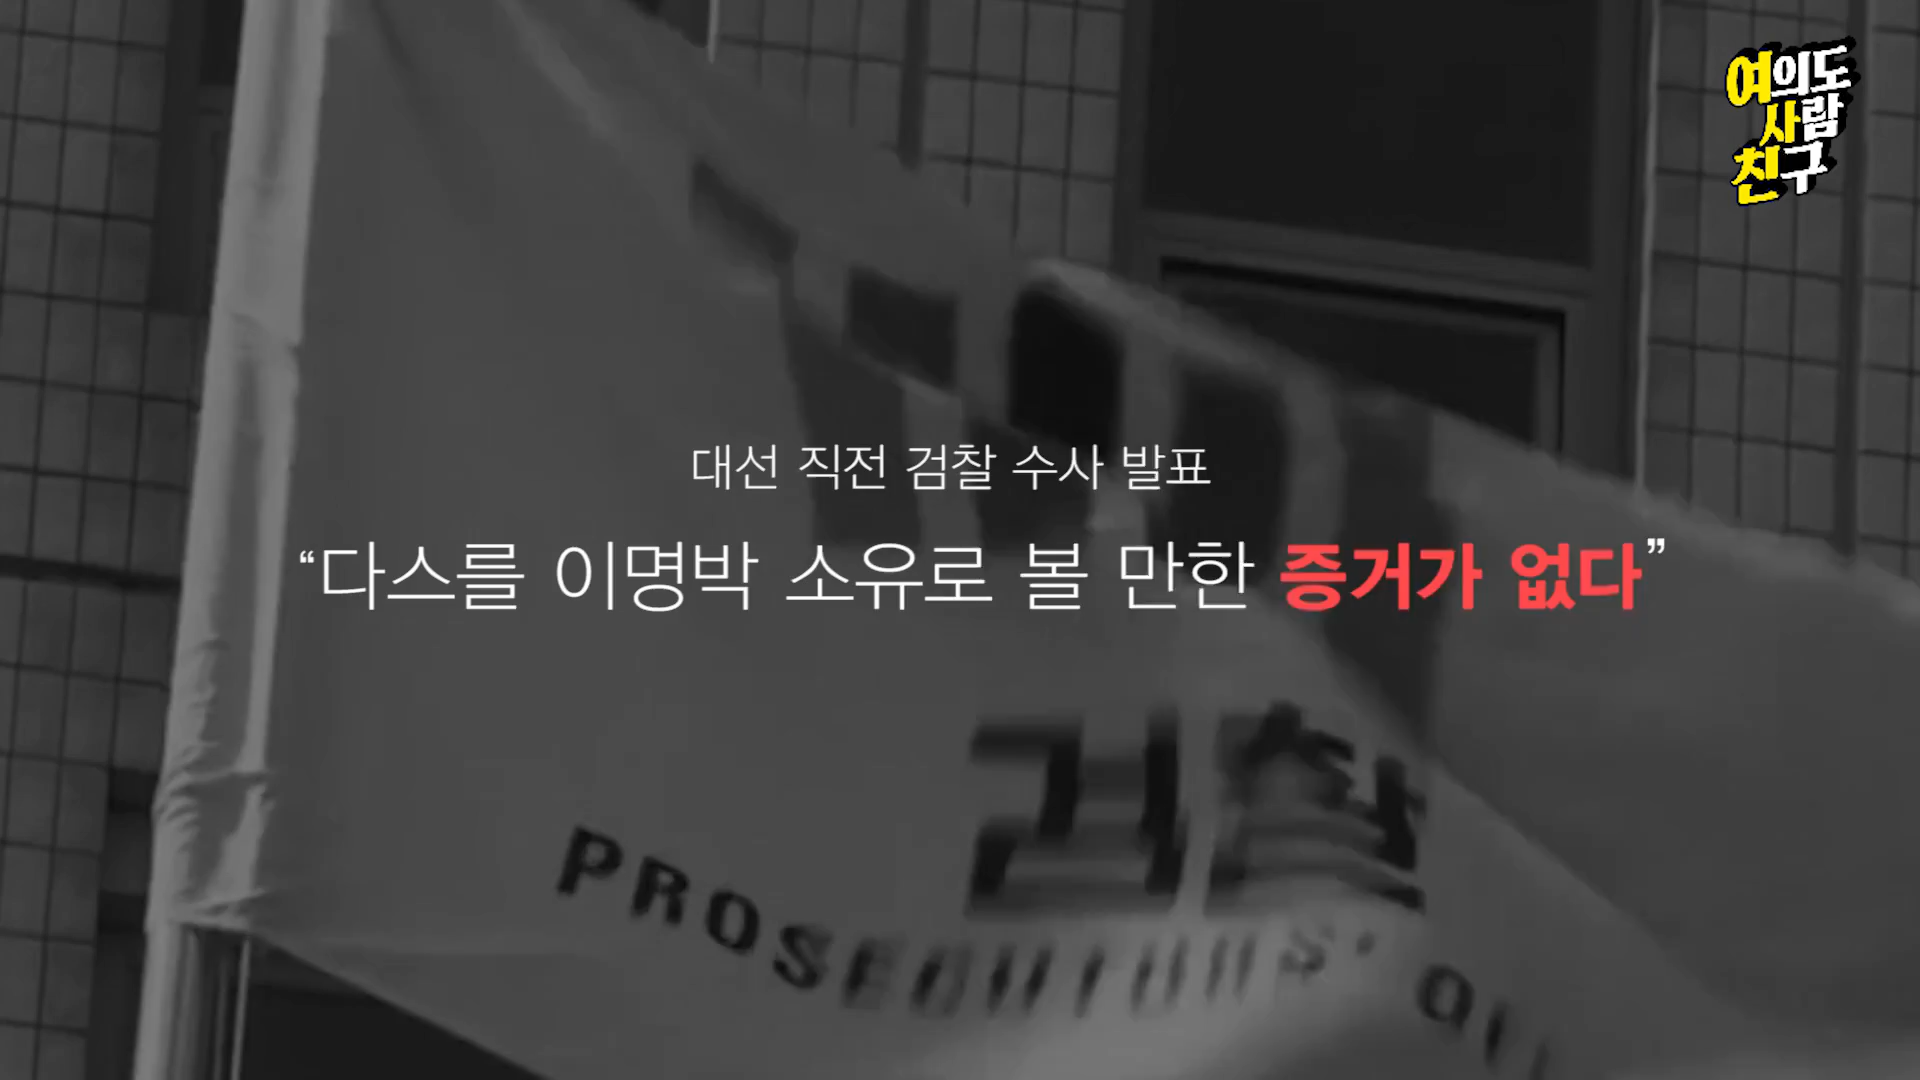 여의도
사람
친구
대선 직전 검찰 수사 발표
“다스를 이명박 소유로 볼 만한 증거가 없다”
검찰
PROSECUTORS'